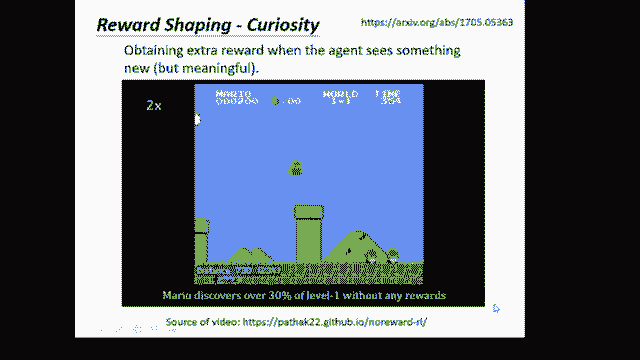 Reward Shaping - Curiosity
https://arxiv.org/abs/1705.05363
Obtaining extra reward when the agent sees something
new (but meaningful).
2x
MARIO WORLD TIME
000200 00 1-1 354
Mario discovers over 30% of level-1 without any rewards
Source of video: https://pathak22.github.io/noreward-rl/